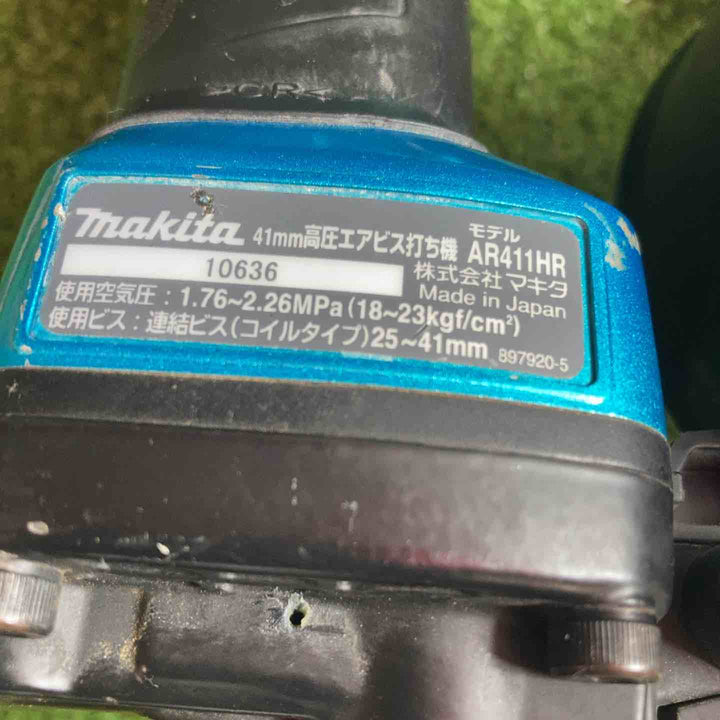 >CR<
makita 41mm高圧エアビス打ち機 モデル AR411HR
10636 株式会社 マキタ
Made in Japan
使用空気圧：1.76~2.26MPa(18~23kgf/cm²)
使用ビス：連結ビス(コイルタイプ)25~41mm 897920-5